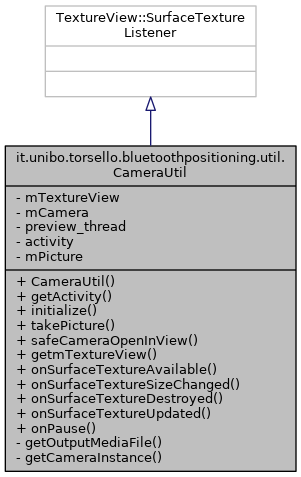 TextureView::SurfaceTexture
Listener
it.unibo.torsello.bluetoothpositioning.util.
CameraUtil
- mTextureView
- mCamera
- preview_thread
- activity
- mPicture
+ CameraUtil()
+ getActivity()
+ initialize()
+ takePicture()
+ safeCameraOpenInView()
+ getmTextureView()
+ onSurfaceTextureAvailable()
+ onSurfaceTextureSizeChanged()
+ onSurfaceTextureDestroyed()
+ onSurfaceTextureUpdated()
+ onPause()
- getOutputMediaFile()
- getCameraInstance()